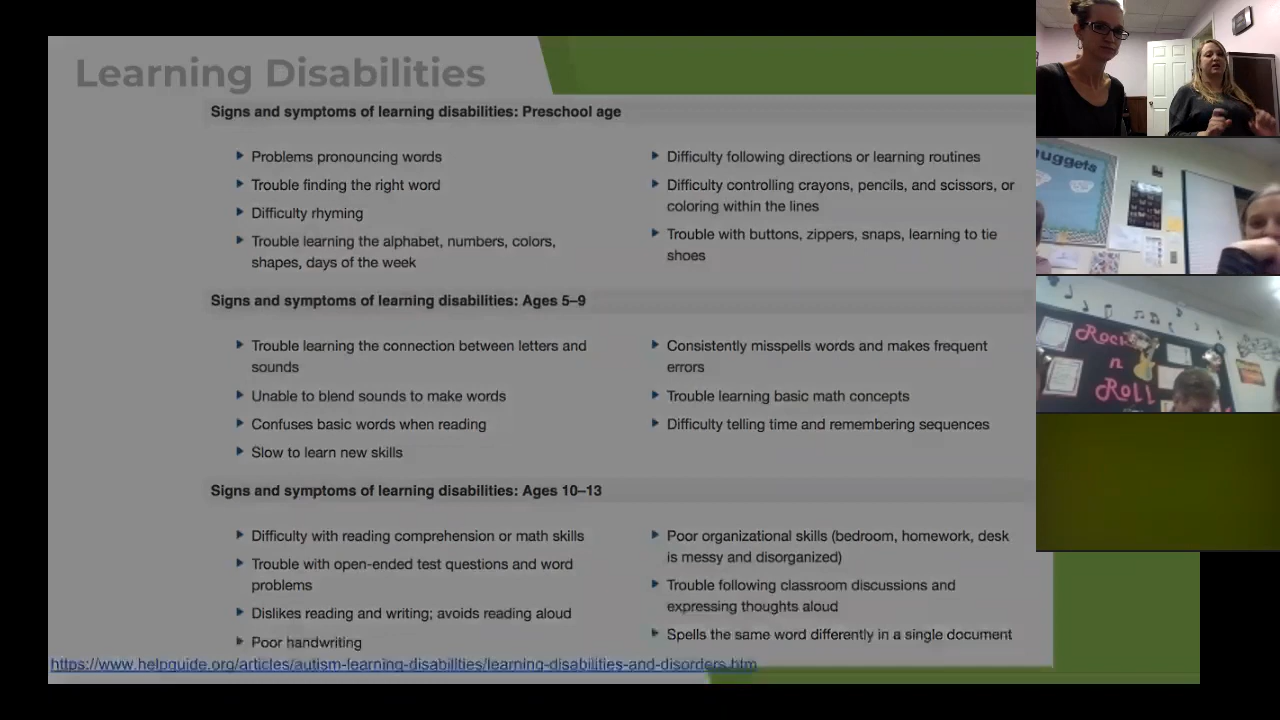 Learning Disabilities
Signs and symptoms of learning disabilities: Preschool age
Problems pronouncing words
Trouble finding the right word
Difficulty rhyming
Trouble learning the alphabet, numbers, colors,
shapes, days of the week
Difficulty following directions or learning routines
Difficulty controlling crayons, pencils, and scissors, or
coloring within the lines
Trouble with buttons, zippers, snaps, learning to tie
shoes
Signs and symptoms of learning disabilities: Ages 5–9
Trouble learning the connection between letters and
sounds
Unable to blend sounds to make words
Confuses basic words when reading
Slow to learn new skills
Consistently misspells words and makes frequent
errors
Trouble learning basic math concepts
Difficulty telling time and remembering sequences
Signs and symptoms of learning disabilities: Ages 10–13
Difficulty with reading comprehension or math skills
Trouble with open-ended test questions and word
problems
Dislikes reading and writing; avoids reading aloud
Poor handwriting
Poor organizational skills (bedroom, homework, desk
is messy and disorganized)
Trouble following classroom discussions and
expressing thoughts aloud
Spells the same word differently in a single document
https://www.helpguide.org/articles/autism-learning-disabilities/learning-disabilities-and-disorders.htm
uggets
Rock
n
Roll